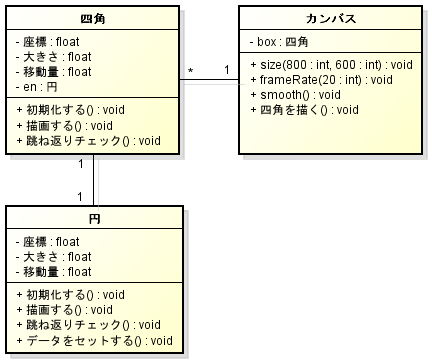 四角
- 座標 : float
- 大きさ : float
- 移動量 : float
- en : 円
+ 初期化する() : void
+ 描画する() : void
+ 跳ね返りチェック() : void
* 1
カンバス
- box : 四角
+ size(800 : int, 600 : int) : void
+ frameRate(20 : int) : void
+ smooth() : void
+ 四角を描く() : void
1
1
円
- 座標 : float
- 大きさ : float
- 移動量 : float
+ 初期化する() : void
+ 描画する() : void
+ 跳ね返りチェック() : void
+ データをセットする() : void